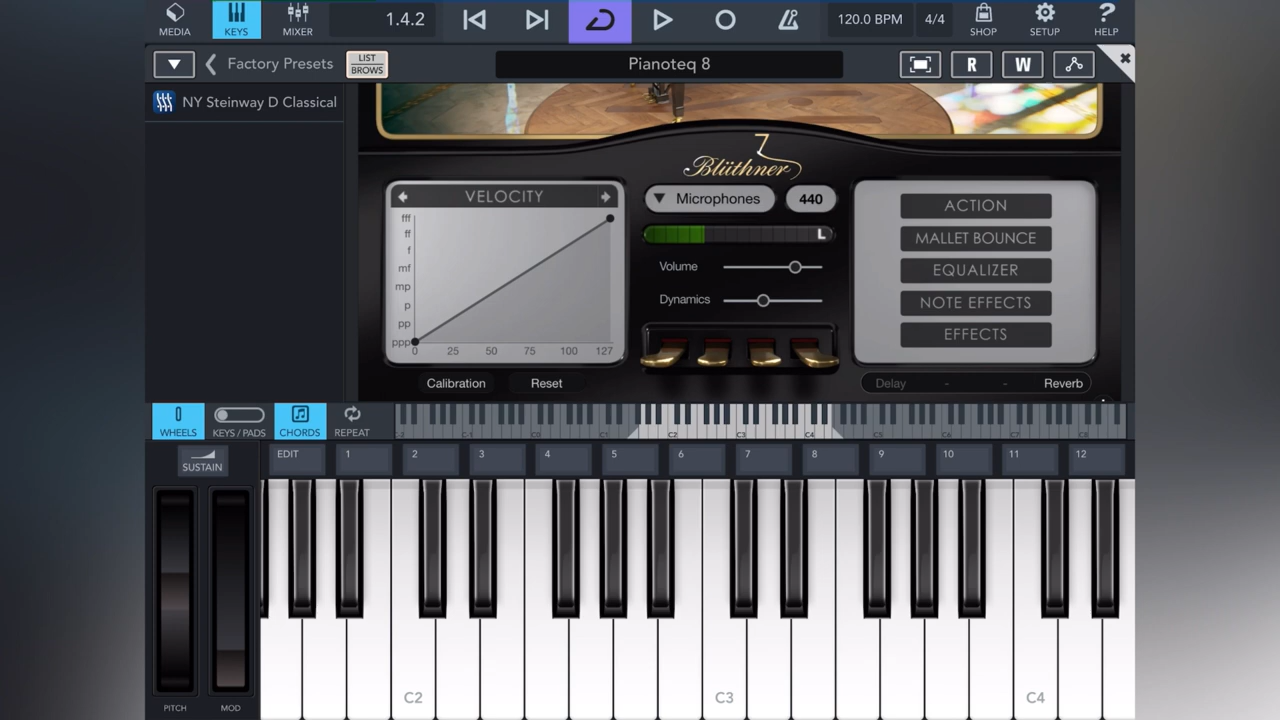 MEDIA KEYS MIXER 1.4.2 120.0 BPM 4/4 SHOP SETUP ? HELP
Factory Presets LIST BROWS Pianoteq 8 R W
NY Steinway D Classical
Blüthner
VELOCITY
fff
ff
f
mf
mp
p
pp
ppp
0 25 50 75 100 127
Calibration Reset
Microphones 440
L
Volume
Dynamics
ACTION
MALLET BOUNCE
EQUALIZER
NOTE EFFECTS
EFFECTS
Delay - - Reverb
WHEELS KEYS / PADS CHORDS REPEAT
C2 C3 C4
SUSTAIN EDIT 1 2 3 4 5 6 7 8 9 10 11 12
C2 C3 C4
PITCH MOD